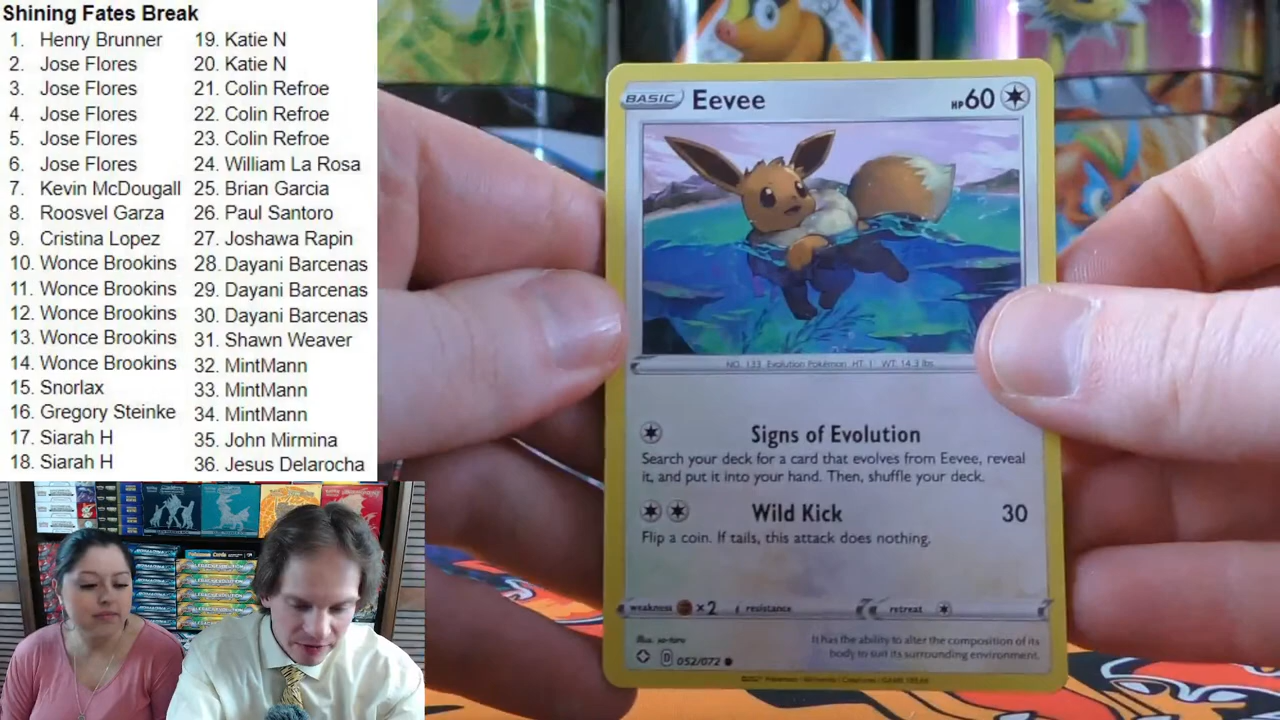 Shining Fates Break
1. Henry Brunner
2. Jose Flores
3. Jose Flores
4. Jose Flores
5. Jose Flores
6. Jose Flores
7. Kevin McDougall
8. Roosvel Garza
9. Cristina Lopez
10. Wonce Brookins
11. Wonce Brookins
12. Wonce Brookins
13. Wonce Brookins
14. Wonce Brookins
15. Snorlax
16. Gregory Steinke
17. Siarah H
18. Siarah H
19. Katie N
20. Katie N
21. Colin Refroe
22. Colin Refroe
23. Colin Refroe
24. William La Rosa
25. Brian Garcia
26. Paul Santoro
27. Joshawa Rapin
28. Dayani Barcenas
29. Dayani Barcenas
30. Dayani Barcenas
31. Shawn Weaver
32. MintMann
33. MintMann
34. MintMann
35. John Mirmina
36. Jesus Delarocha
BASIC Eevee HP 60
NO. 133 Evolution Pokémon HT: 1' WT: 14.3 lbs.
Signs of Evolution
Search your deck for a card that evolves from Eevee, reveal
it, and put it into your hand. Then, shuffle your deck.
Wild Kick 30
Flip a coin. If tails, this attack does nothing.
weakness ×2 resistance retreat
Illus. so-taro
It has the ability to alter the composition of its
body to suit its surrounding environment.
D 052/072